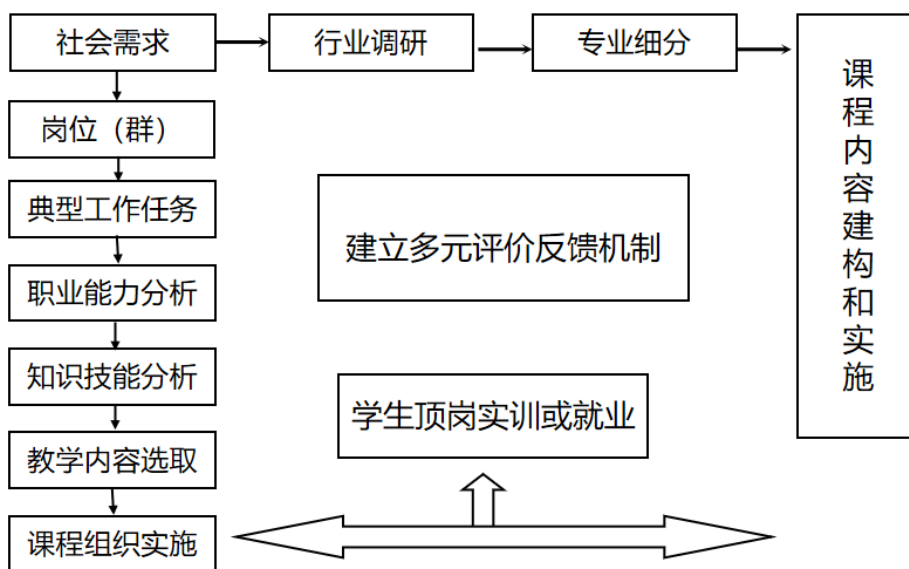 社会需求
行业调研
专业细分
课程内容建构和实施
岗位（群）
典型工作任务
建立多元评价反馈机制
职业能力分析
知识技能分析
学生顶岗实训或就业
教学内容选取
课程组织实施